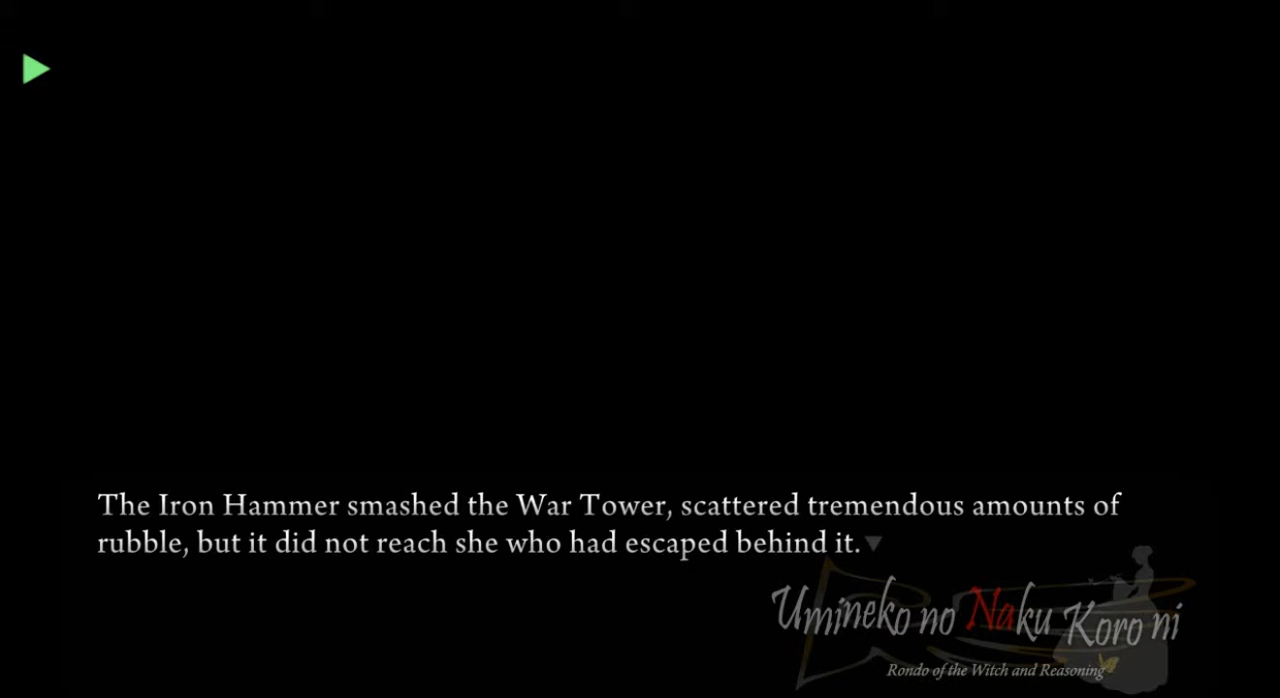 The Iron Hammer smashed the War Tower, scattered tremendous amounts of
rubble, but it did not reach she who had escaped behind it.
Umineko no Naku Koro ni
Rondo of the Witch and Reasoning